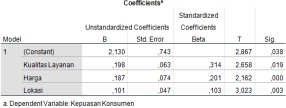 Coefficientsª
Unstandardized Coefficients Standardized Coefficients
Model B Std. Error Beta T Sig.
1 (Constant) 2,130 ,743 2,867 ,038
Kualitas Layanan ,198 ,063 ,314 2,658 ,019
Harga ,187 ,074 ,201 2,162 ,000
Lokasi ,101 ,047 ,103 3,023 ,003
a. Dependent Variable: Kepuasan Konsumen